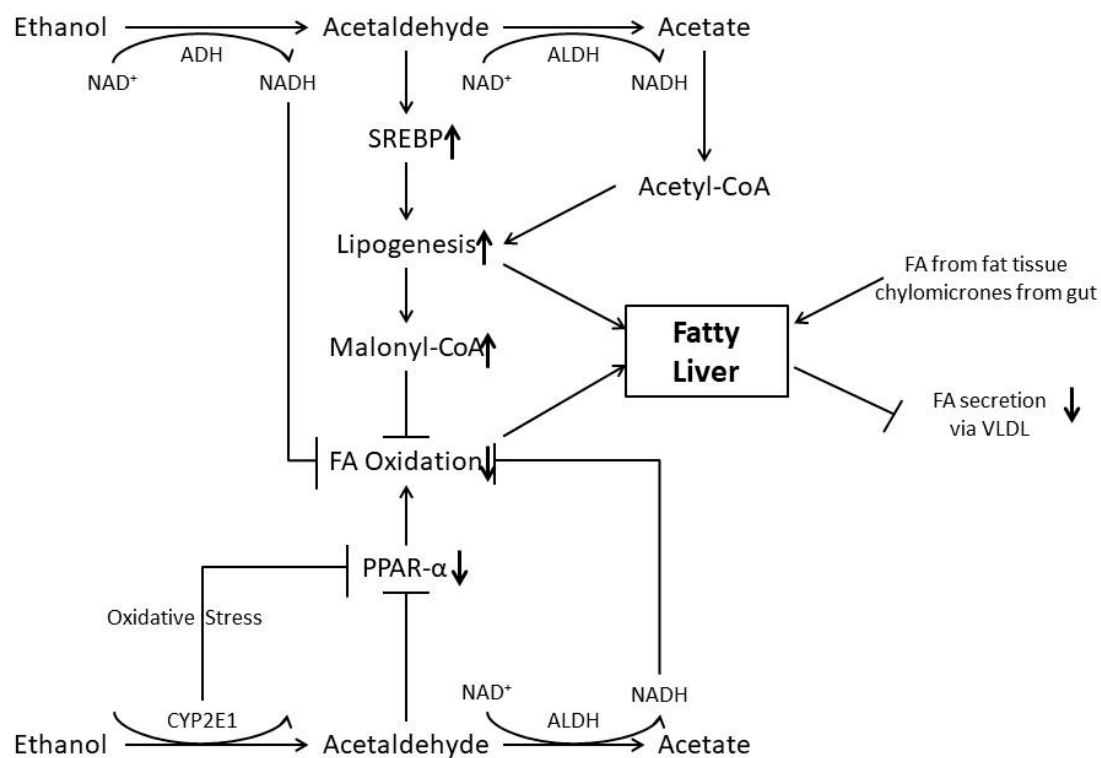 Ethanol
Acetaldehyde
Acetate
ADH
ALDH
NAD⁺
NADH
NAD⁺
NADH
SREBP
Acetyl-CoA
Lipogenesis
FA from fat tissue
chylomicrones from gut
Fatty
Liver
Malonyl-CoA
FA secretion
via VLDL
FA Oxidation
PPAR-α
Oxidative Stress
NAD⁺
NADH
CYP2E1
ALDH
Ethanol
Acetaldehyde
Acetate